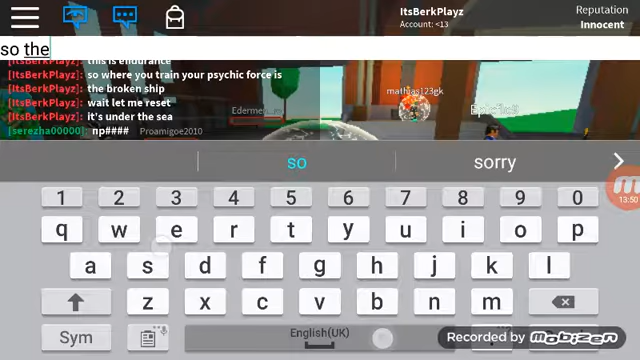 ItsBerkPlayz
Account: <13
Reputation
Innocent
so the
[ItsBerkPlayz]: this is endurance
[ItsBerkPlayz]: so where you train your psychic force is
[ItsBerkPlayz]: the broken ship
[ItsBerkPlayz]: wait let me reset
[ItsBerkPlayz]: it's under the sea
[serezha00000]: np####
Proamigoe2010
mathias123gk
so
sorry
13:50
1 2 3 4 5 6 7 8 9 0
q w e r t y u i o p
a s d f g h j k l
z x c v b n m
Sym
English(UK)
Recorded by Mobizen